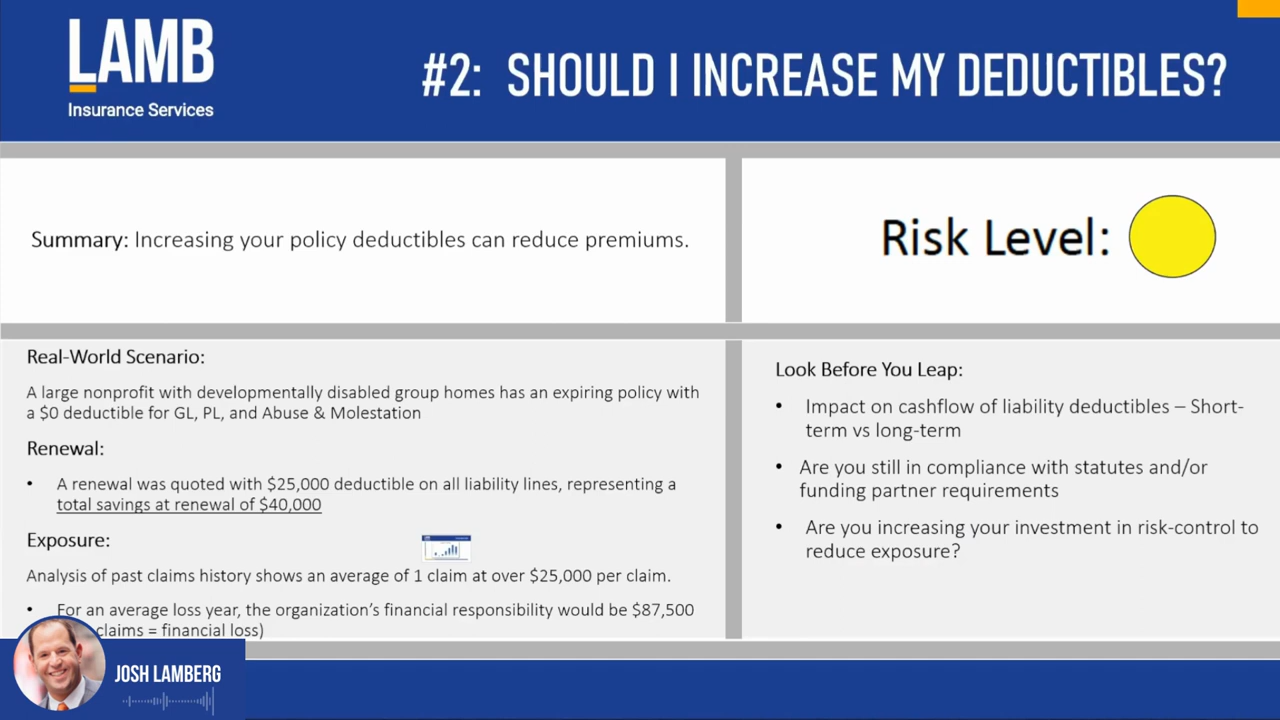 LAMB
Insurance Services
#2: SHOULD I INCREASE MY DEDUCTIBLES?
Summary: Increasing your policy deductibles can reduce premiums.
Risk Level:
Real-World Scenario:
A large nonprofit with developmentally disabled group homes has an expiring policy with
a $0 deductible for GL, PL, and Abuse & Molestation
Renewal:
• A renewal was quoted with $25,000 deductible on all liability lines, representing a
total savings at renewal of $40,000
Exposure:
Analysis of past claims history shows an average of 1 claim at over $25,000 per claim.
• For an average loss year, the organization's financial responsibility would be $87,500
claims = financial loss)
Look Before You Leap:
• Impact on cashflow of liability deductibles – Short-
term vs long-term
• Are you still in compliance with statutes and/or
funding partner requirements
• Are you increasing your investment in risk-control to
reduce exposure?
JOSH LAMBERG